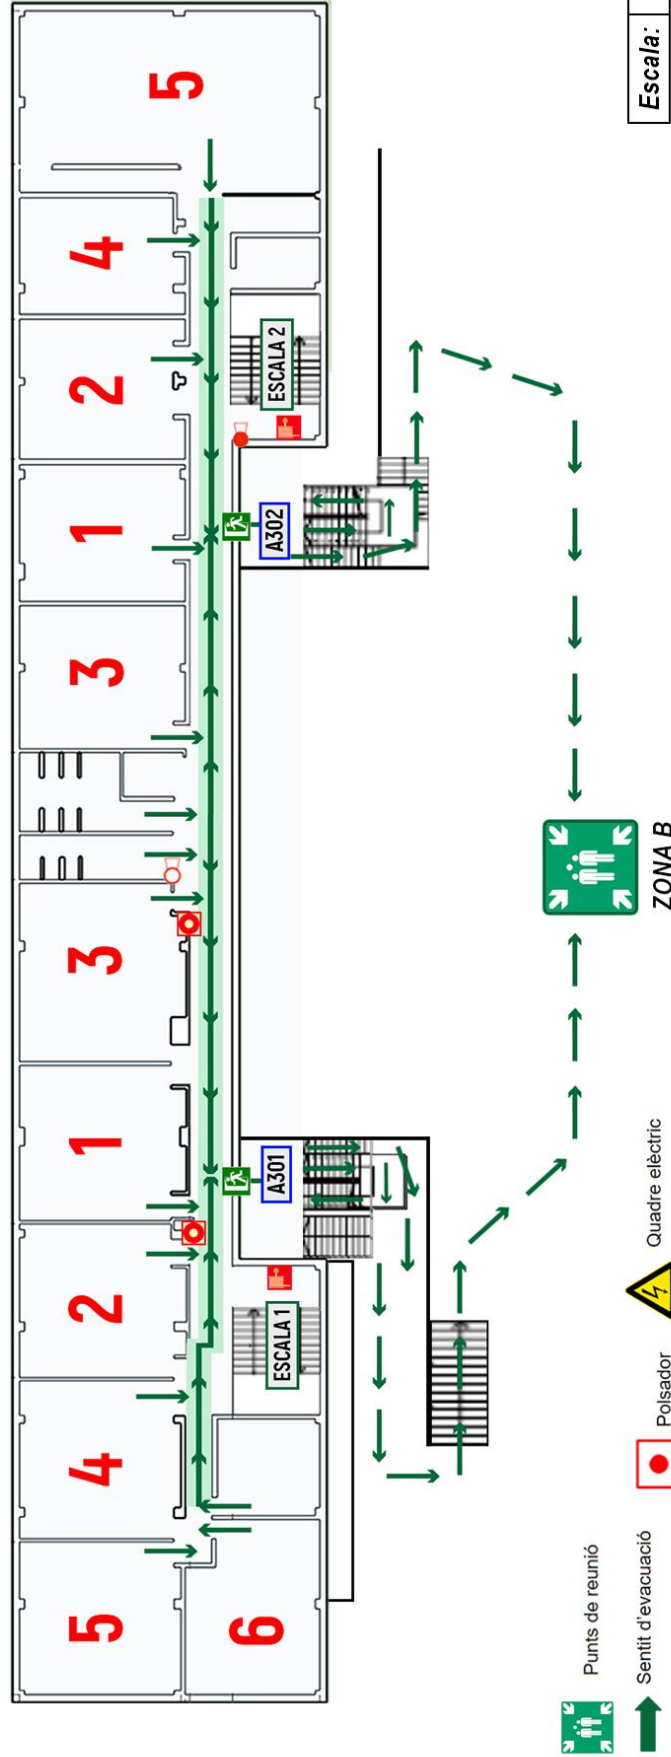 5
4
2
1
3
3
1
2
4
5
6
ESCALA 1
A301
A302
ESCALA 2
ZONA B
Punts de reunió
Sentit d'evacuació
Polsador
Quadre elèctric
Escala: